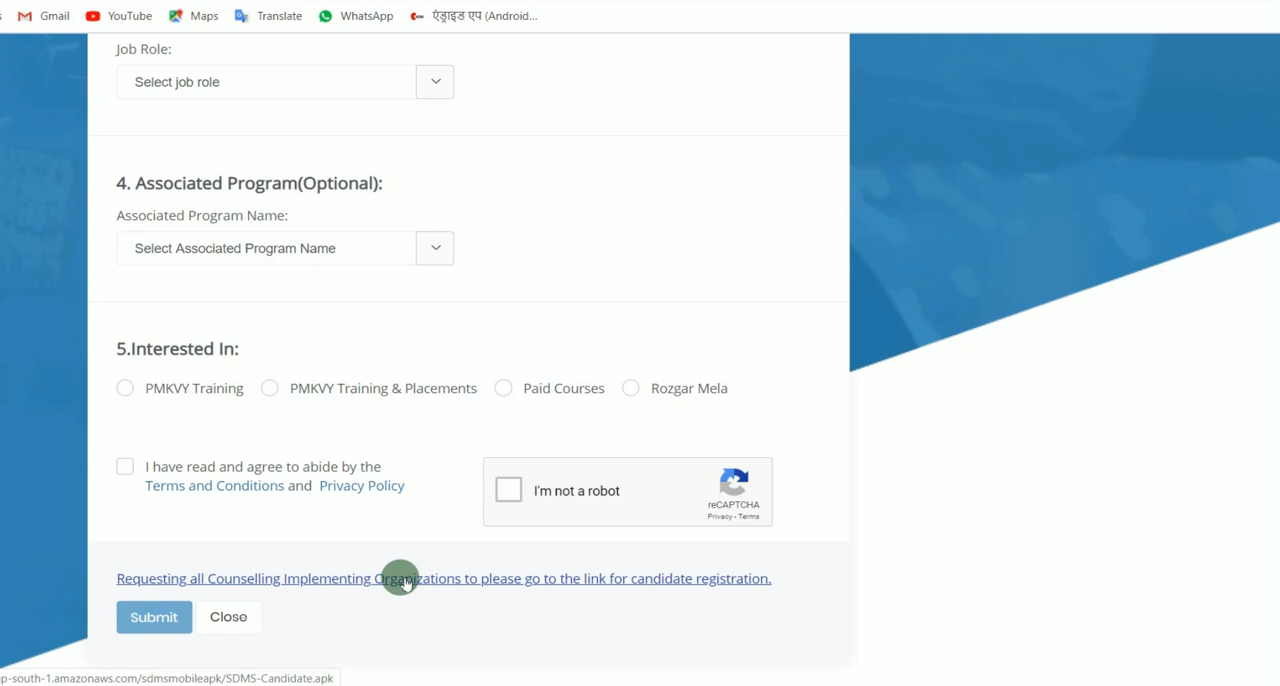 Gmail YouTube Maps Translate WhatsApp एंड्राइड एप (Android...
Job Role:
Select job role
4. Associated Program(Optional):
Associated Program Name:
Select Associated Program Name
5.Interested In:
PMKVY Training PMKVY Training & Placements Paid Courses Rozgar Mela
I have read and agree to abide by the
Terms and Conditions and Privacy Policy
I'm not a robot
reCAPTCHA
Privacy - Terms
Requesting all Counselling Implementing Organizations to please go to the link for candidate registration.
Submit Close
p-south-1.amazonaws.com/sdmsmobileapk/SDMS-Candidate.apk